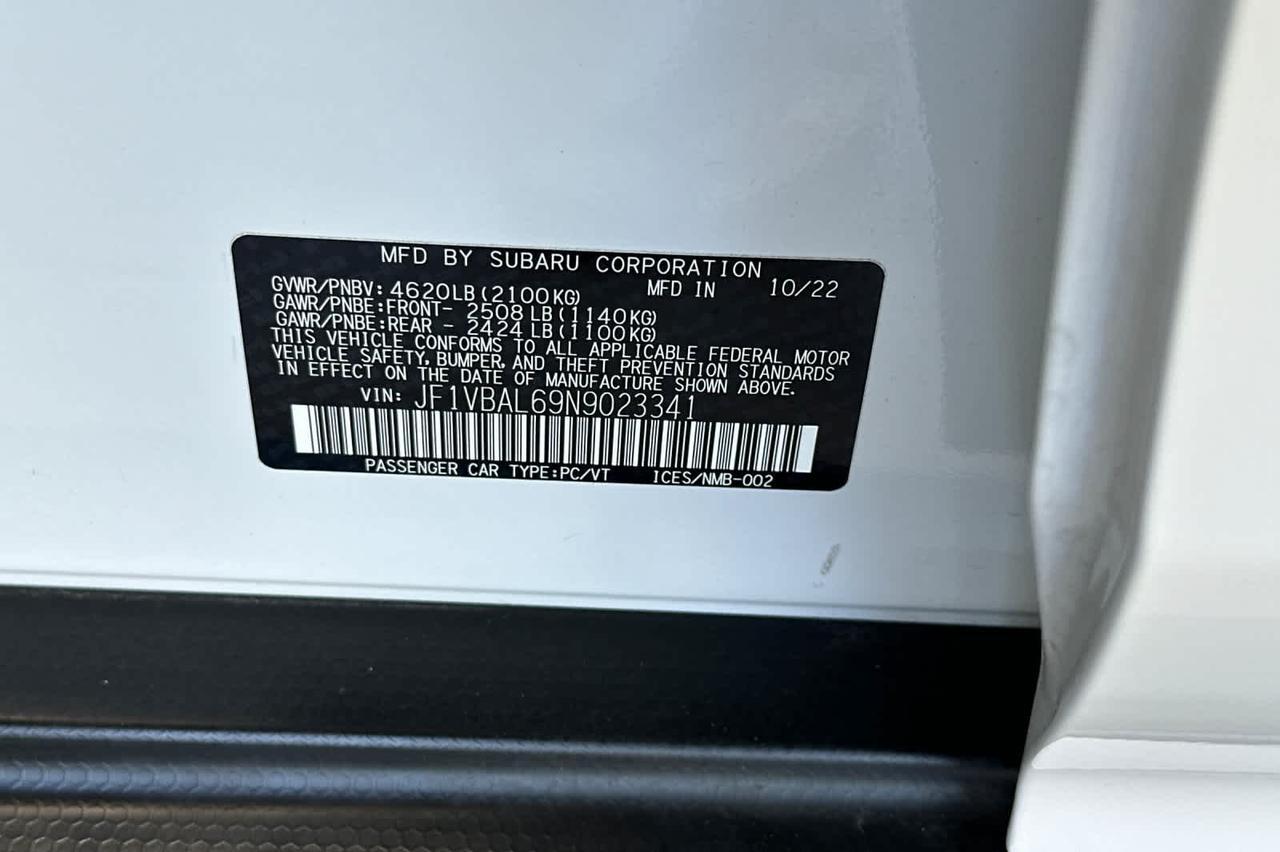 MFD BY SUBARU CORPORATION
GVWR/PNBV: 4620LB(2100KG) MFD IN 10/22
GAWR/PNBE:FRONT- 2508 LB(1140KG)
GAWR/PNBE:REAR - 2424 LB(1100KG)
THIS VEHICLE CONFORMS TO ALL APPLICABLE FEDERAL MOTOR
VEHICLE SAFETY, BUMPER, AND THEFT PREVENTION STANDARDS
IN EFFECT ON THE DATE OF MANUFACTURE SHOWN ABOVE.
VIN: JF1VBAL69N9023341
PASSENGER CAR TYPE:PC/VT ICES/NMB-002